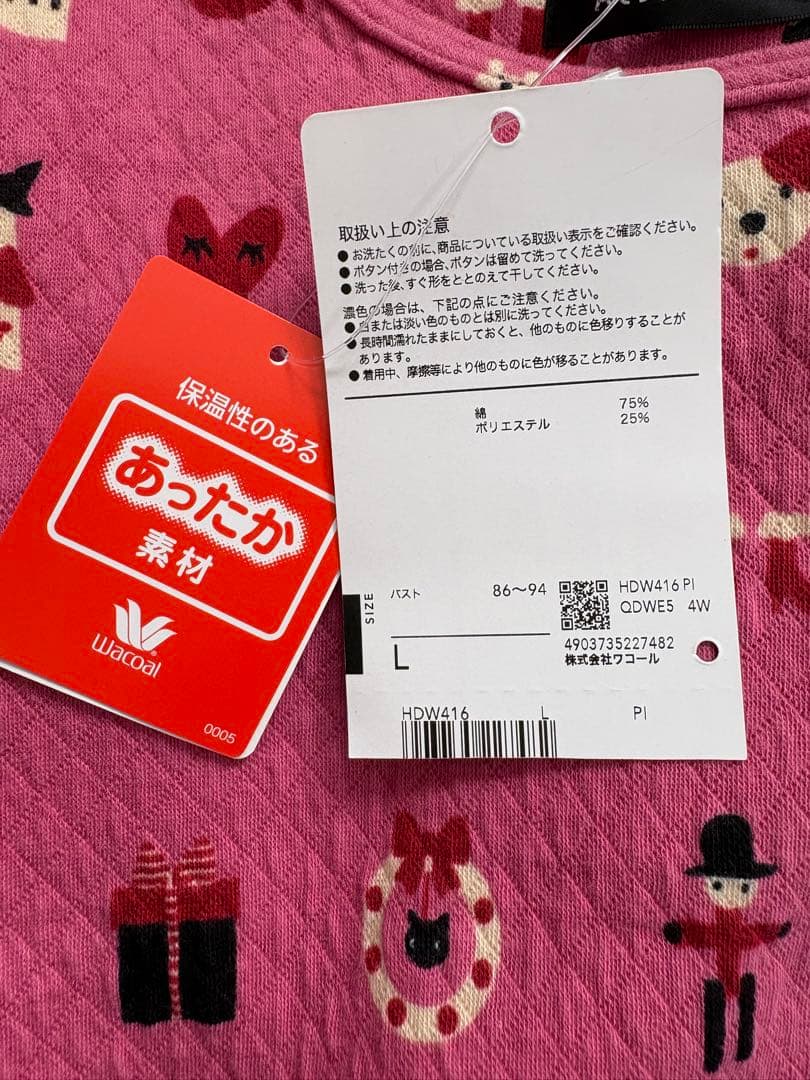 取扱い上の注意
●お洗たくの別に、商品についている取扱い表示をご確認ください。
●ボタン付きの場合、ボタンは留めて洗ってください。
●洗った後、すぐ形をととのえて干してください。
濃色の場合は、下記の点にご注意ください。
●白または淡い色のものとは別に洗ってください。
●長時間濡れたままにしておくと、他のものに色移りすることが
あります。
●着用中、摩擦等により他のものに色が移ることがあります。
綿 75%
ポリエステル 25%
SIZE
バスト 86〜94
L
HDW416 PI
QDWE5 4W
4903735227482
株式会社ワコール
HDW416 L PI
保温性のある
あったか
素材
Wacoal
0005